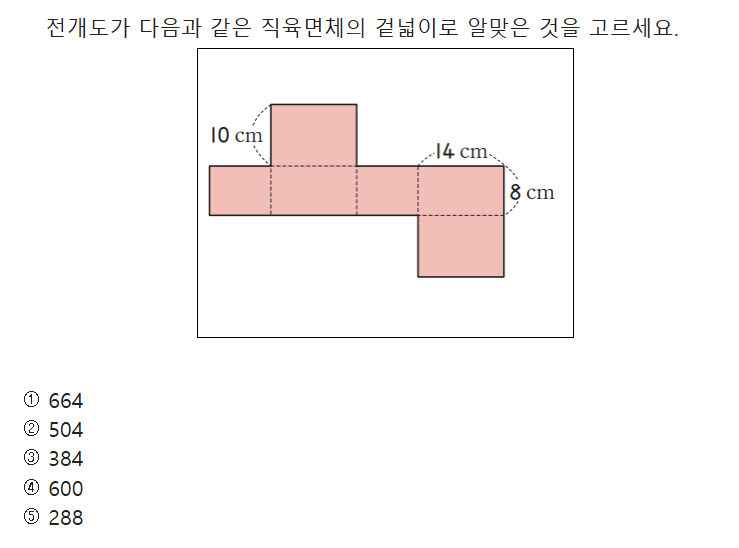 전개도가 다음과 같은 직육면체의 겉넓이로 알맞은 것을 고르세요.
10 cm
14 cm
8 cm
① 664
② 504
③ 384
④ 600
⑤ 288